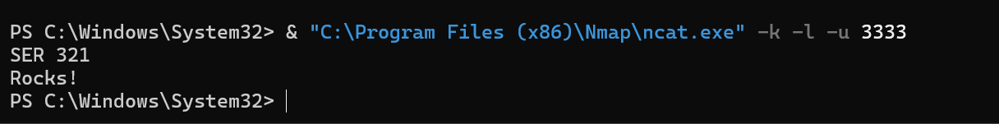 PS C:\Windows\System32> & "C:\Program Files (x86)\Nmap\ncat.exe" -k -l -u 3333
SER 321
Rocks!
PS C:\Windows\System32>